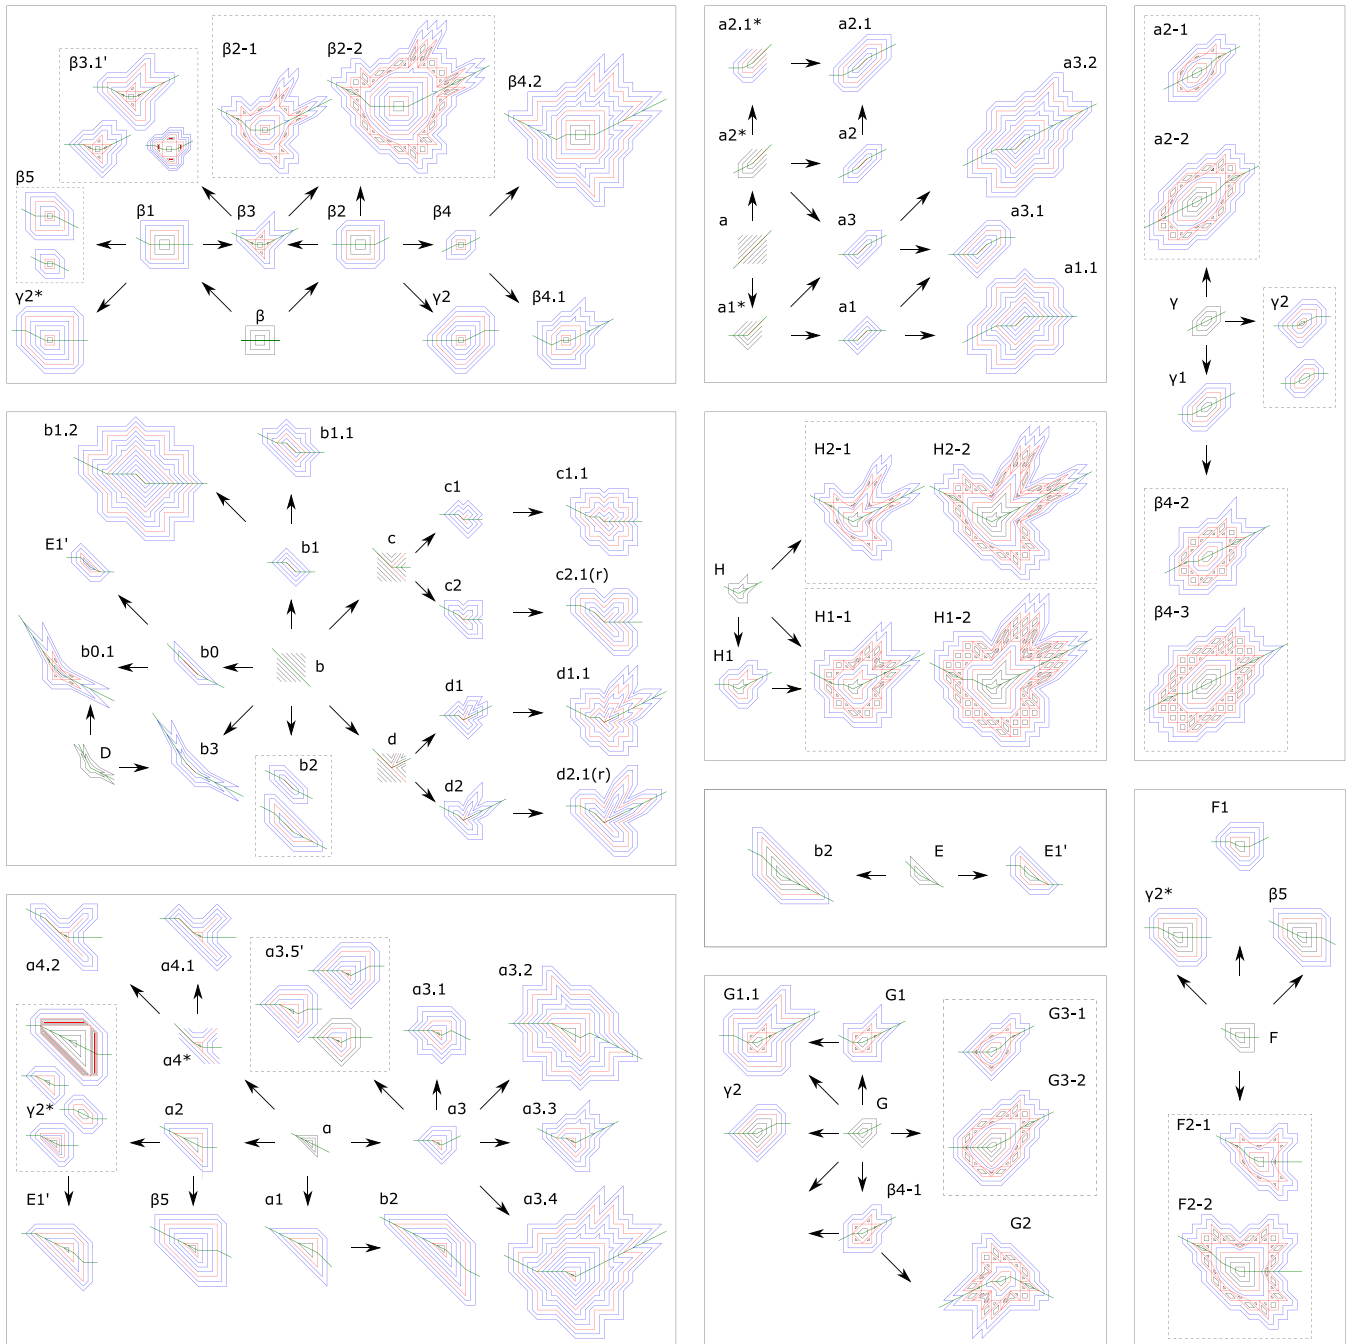 β3.1'
β2-1
β2-2
β4.2
β5
β1
β3
β2
β4
γ2*
β
γ2
β4.1
a2.1*
a2.1
a3.2
a2*
a2
a
a3
a3.1
a1.1
a1*
a1
a2-1
a2-2
γ
γ2
γ1
β4-2
β4-3
b1.2
b1.1
c1
c1.1
E1'
b1
c
c2
c2.1(r)
b0.1
b0
b
d1
d1.1
D
b3
b2
d
d2
d2.1(r)
H2-1
H2-2
H
H1-1
H1-2
H1
b2
E
E1'
F1
γ2*
β5
F
F2-1
F2-2
α4.2
α4.1
α3.5'
α3.1
α3.2
α4*
γ2*
α2
α
α3
α3.3
E1'
β5
α1
b2
α3.4
G1.1
G1
G3-1
G3-2
γ2
G
β4-1
G2